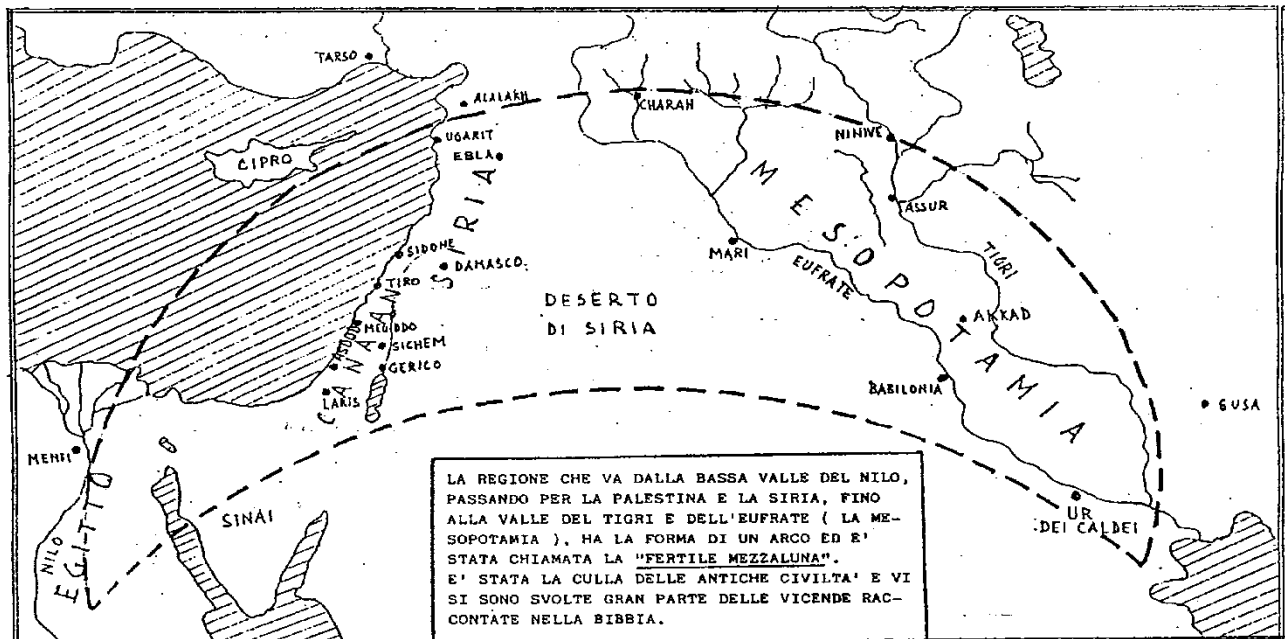 TARSO
ALALAKH
CHARAH
UGARIT
NINIVE
EBLA
CIPRO
MESOPOTAMIA
SIRIA
ASSUR
SIDONE
MARI
TIGRI
DAMASCO
EUFRATE
TIRO
DESERTO
DI SIRIA
CANAAN
MEGIDDO
AKKAD
ASDOD
SICHEM
GERICO
BABILONIA
LAKIS
GUSA
MENFI
EGITTO
NILO
SINAI
UR
DEI CALDEI
LA REGIONE CHE VA DALLA BASSA VALLE DEL NILO,
PASSANDO PER LA PALESTINA E LA SIRIA, FINO
ALLA VALLE DEL TIGRI E DELL'EUFRATE ( LA ME-
SOPOTAMIA ), HA LA FORMA DI UN ARCO ED E'
STATA CHIAMATA LA "FERTILE MEZZALUNA".
E' STATA LA CULLA DELLE ANTICHE CIVILTA' E VI
SI SONO SVOLTE GRAN PARTE DELLE VICENDE RAC-
CONTATE NELLA BIBBIA.